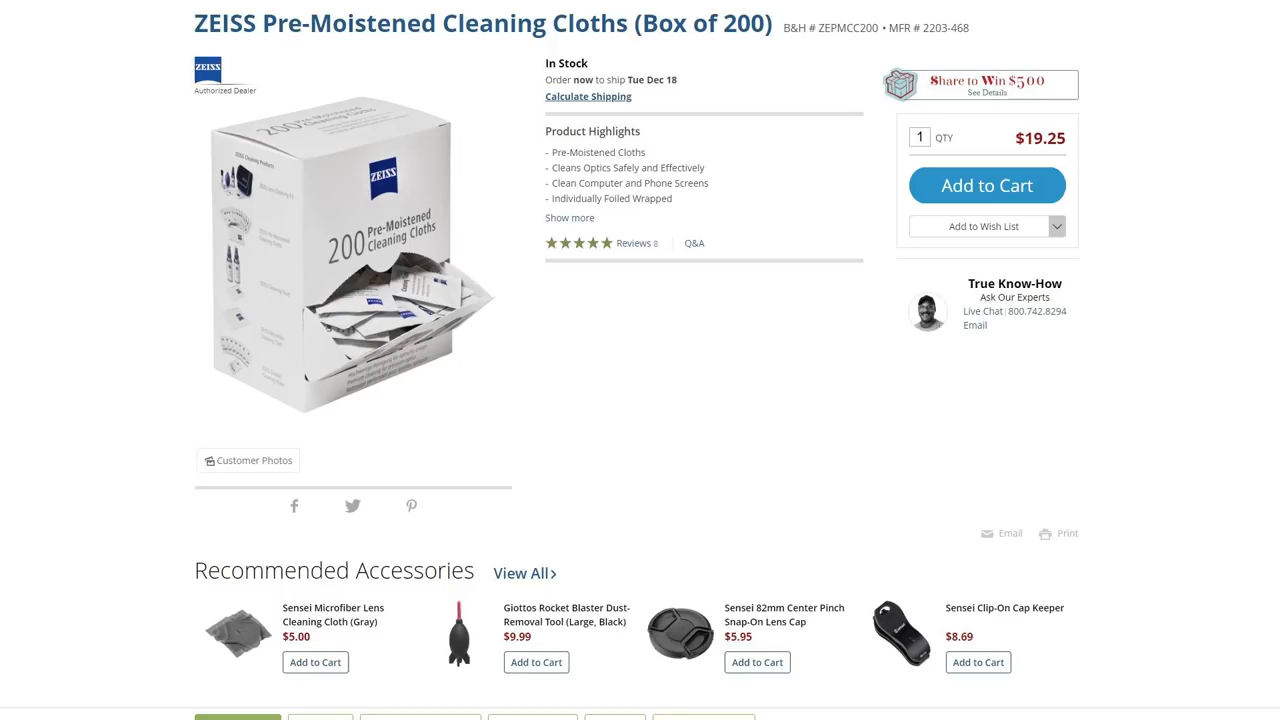 ZEISS Pre-Moistened Cleaning Cloths (Box of 200) B&H # ZEPMCC200 • MFR # 2203-468
ZEISS
Authorized Dealer
200 Pre-Moistened
Cleaning Cloths
ZEISS
200 Pre-Moistened
Cleaning Cloths
In Stock
Order now to ship Tue Dec 18
Calculate Shipping
Product Highlights
- Pre-Moistened Cloths
- Cleans Optics Safely and Effectively
- Clean Computer and Phone Screens
- Individually Foiled Wrapped
Show more
Reviews 8
Q&A
Share to Win $500
See Details
1 QTY $19.25
Add to Cart
Add to Wish List
True Know-How
Ask Our Experts
Live Chat 800.742.8294
Email
Customer Photos
Email Print
Recommended Accessories View All>
Sensei Microfiber Lens
Cleaning Cloth (Gray)
$5.00
Add to Cart
Giottos Rocket Blaster Dust-
Removal Tool (Large, Black)
$9.99
Add to Cart
Sensei 82mm Center Pinch
Snap-On Lens Cap
$5.95
Add to Cart
Sensei Clip-On Cap Keeper
$8.69
Add to Cart